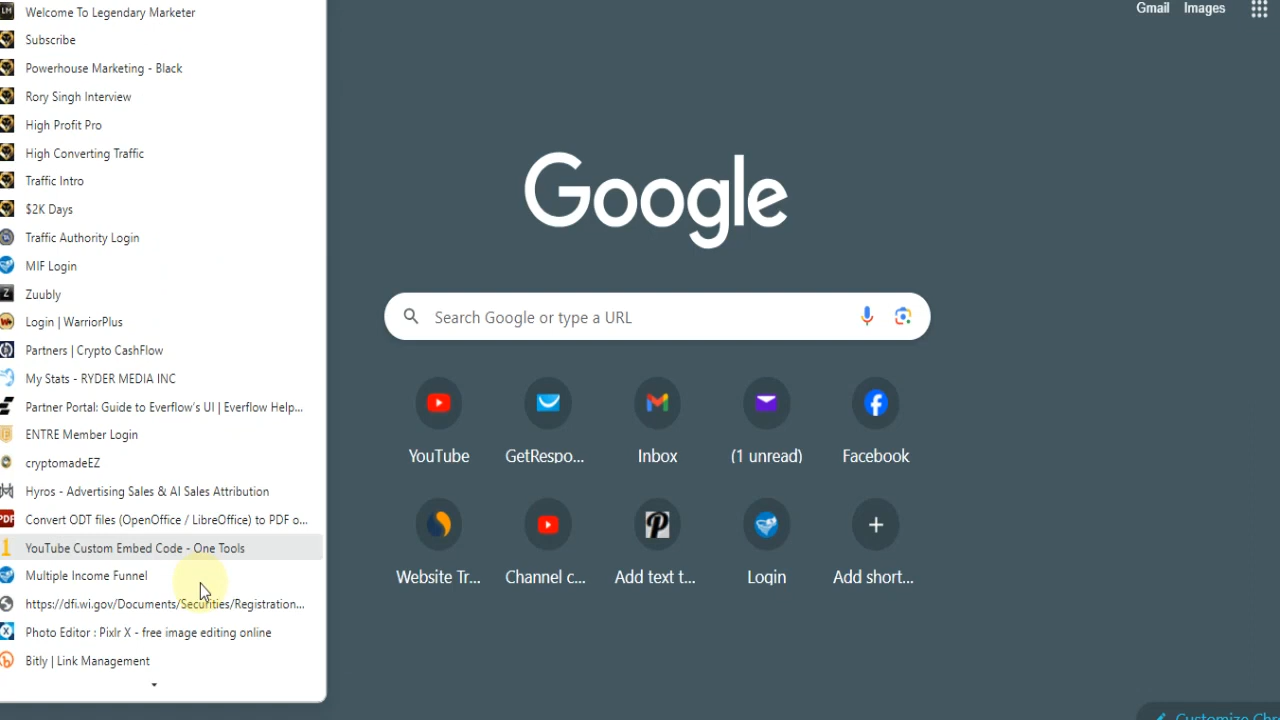 Welcome To Legendary Marketer
Subscribe
Powerhouse Marketing - Black
Rory Singh Interview
High Profit Pro
High Converting Traffic
Traffic Intro
$2K Days
Traffic Authority Login
MIF Login
Zuubly
Login | WarriorPlus
Partners | Crypto CashFlow
My Stats - RYDER MEDIA INC
Partner Portal: Guide to Everflow's UI | Everflow Help...
ENTRE Member Login
cryptomadeEZ
Hyros - Advertising Sales & AI Sales Attribution
Convert ODT files (OpenOffice / LibreOffice) to PDF o...
YouTube Custom Embed Code - One Tools
Multiple Income Funnel
https://dfi.wi.gov/Documents/Securities/Registration...
Photo Editor : Pixlr X - free image editing online
Bitly | Link Management
Gmail Images
Google
Search Google or type a URL
YouTube GetRespo... Inbox (1 unread) Facebook
Website Tr... Channel c... Add text t... Login Add short...
Customize Chr